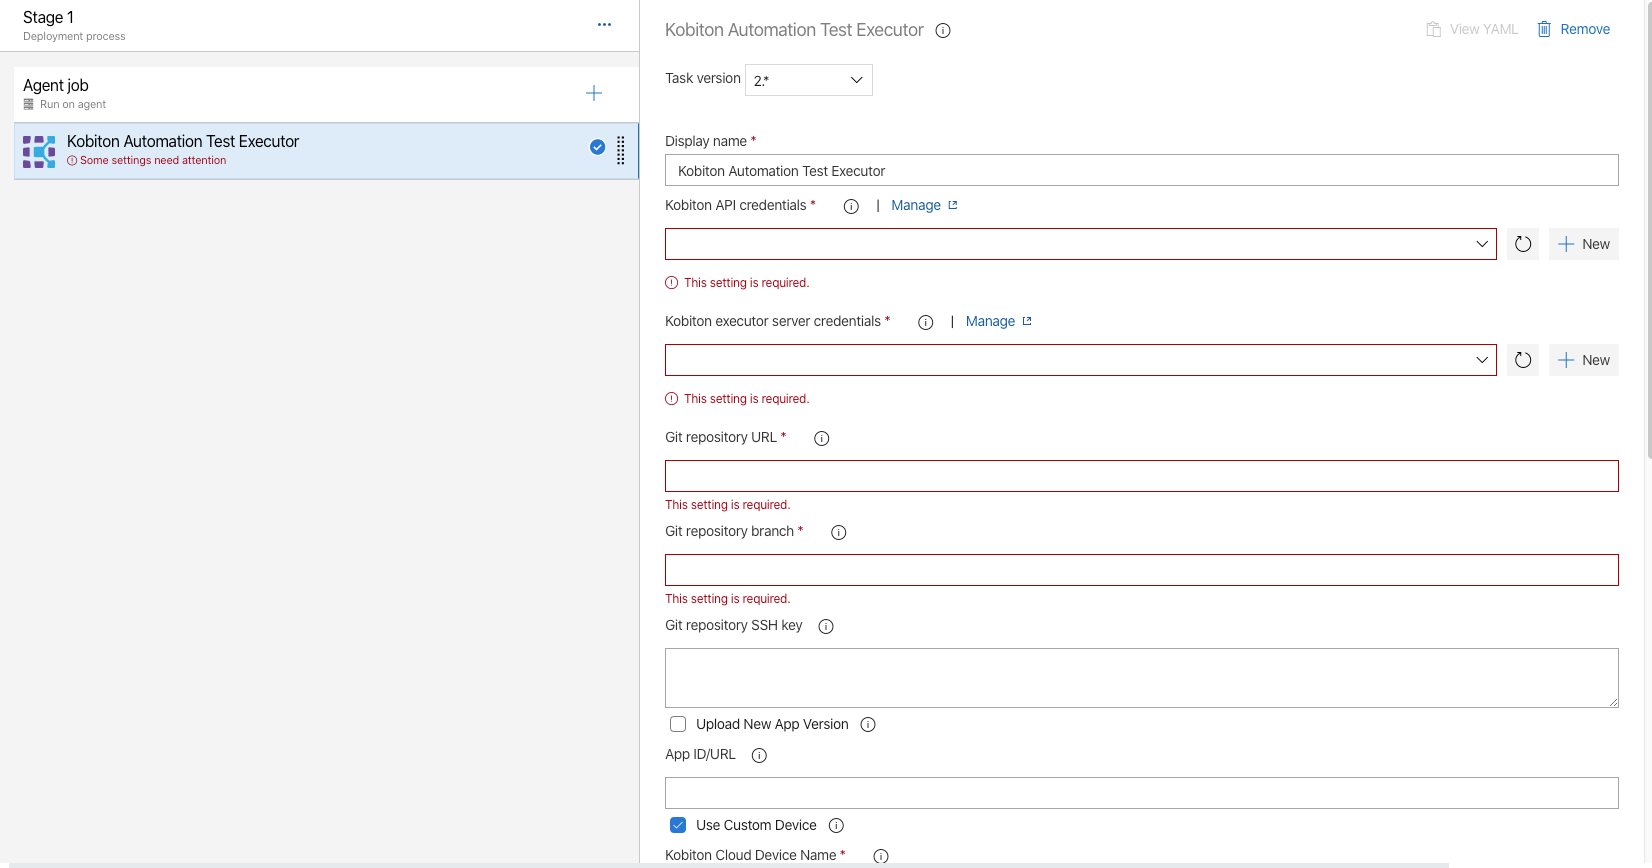 Stage 1
Deployment process
Agent job
Run on agent
Kobiton Automation Test Executor
Some settings need attention
Kobiton Automation Test Executor
View YAML
Remove
Task version
2.*
Display name *
Kobiton Automation Test Executor
Kobiton API credentials *
| Manage
New
This setting is required.
Kobiton executor server credentials *
| Manage
New
This setting is required.
Git repository URL *
This setting is required.
Git repository branch *
This setting is required.
Git repository SSH key
Upload New App Version
App ID/URL
Use Custom Device
Kobiton Cloud Device Name *